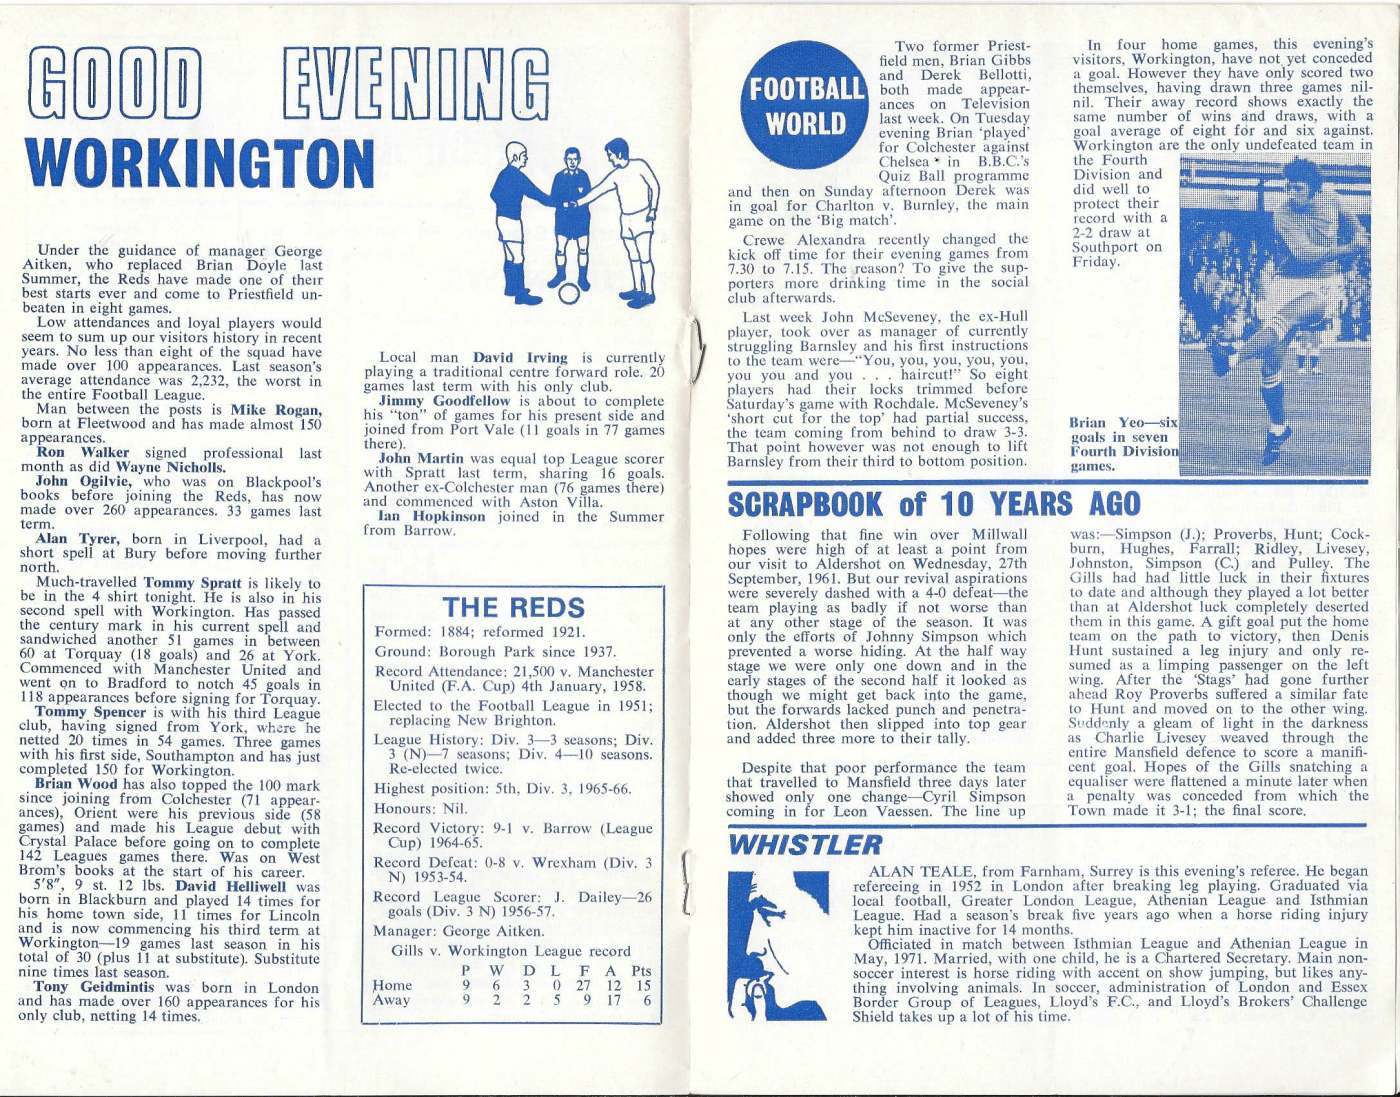 GOOD EVENING
WORKINGTON
Under the guidance of manager George
Aitken, who replaced Brian Doyle last
Summer, the Reds have made one of their
best starts ever and come to Priestfield un-
beaten in eight games.
Low attendances and loyal players would
seem to sum up our visitors history in recent
years. No less than eight of the squad have
made over 100 appearances. Last season's
average attendance was 2,232, the worst in
the entire Football League.
Man between the posts is Mike Rogan,
born at Fleetwood and has made almost 150
appearances.
Ron Walker signed professional last
month as did Wayne Nicholls.
John Ogilvie, who was on Blackpool's
books before joining the Reds, has now
made over 260 appearances. 33 games last
term.
Alan Tyrer, born in Liverpool, had a
short spell at Bury before moving further
north.
Much-travelled Tommy Spratt is likely to
be in the 4 shirt tonight. He is also in his
second spell with Workington. Has passed
the century mark in his current spell and
sandwiched another 51 games in between
60 at Torquay (18 goals) and 26 at York.
Commenced with Manchester United and
went on to Bradford to notch 45 goals in
118 appearances before signing for Torquay.
Tommy Spencer is with his third League
club, having signed from York, where he
netted 20 times in 54 games. Three games
with his first side, Southampton and has just
completed 150 for Workington.
Brian Wood has also topped the 100 mark
since joining from Colchester (71 appear-
ances), Orient were his previous side (58
games) and made his League debut with
Crystal Palace before going on to complete
142 Leagues games there. Was on West
Brom's books at the start of his career.
5'8", 9 st. 12 lbs. David Helliwell was
born in Blackburn and played 14 times for
his home town side, 11 times for Lincoln
and is now commencing his third term at
Workington—19 games last season in his
total of 30 (plus 11 at substitute). Substitute
nine times last season.
Tony Geidmintis was born in London
and has made over 160 appearances for his
only club, netting 14 times.
Local man David Irving is currently
playing a traditional centre forward role. 20
games last term with his only club.
Jimmy Goodfellow is about to complete
his "ton" of games for his present side and
joined from Port Vale (11 goals in 77 games
there).
John Martin was equal top League scorer
with Spratt last term, sharing 16 goals.
Another ex-Colchester man (76 games there)
and commenced with Aston Villa.
Ian Hopkinson joined in the Summer
from Barrow.
THE REDS
Formed: 1884; reformed 1921.
Ground: Borough Park since 1937.
Record Attendance: 21,500 v. Manchester
United (F.A. Cup) 4th January, 1958.
Elected to the Football League in 1951;
replacing New Brighton.
League History: Div. 3—3 seasons; Div.
3 (N)—7 seasons; Div. 4—10 seasons.
Re-elected twice.
Highest position: 5th, Div. 3, 1965-66.
Honours: Nil.
Record Victory: 9-1 v. Barrow (League
Cup) 1964-65.
Record Defeat: 0-8 v. Wrexham (Div. 3
N) 1953-54.
Record League Scorer: J. Dailey—26
goals (Div. 3 N) 1956-57.
Manager: George Aitken.
Gills v. Workington League record
P W D L F A Pts
Home 9 6 3 0 27 12 15
Away 9 2 2 5 9 17 6
FOOTBALL
WORLD
Two former Priest-
field men, Brian Gibbs
and Derek Bellotti,
both made appear-
ances on Television
last week. On Tuesday
evening Brian 'played'
for Colchester against
Chelsea in B.B.C.'s
Quiz Ball programme
and then on Sunday afternoon Derek was
in goal for Charlton v. Burnley, the main
game on the 'Big match'.
Crewe Alexandra recently changed the
kick off time for their evening games from
7.30 to 7.15. The reason? To give the sup-
porters more drinking time in the social
club afterwards.
Last week John McSeveney, the ex-Hull
player, took over as manager of currently
struggling Barnsley and his first instructions
to the team were—"You, you, you, you, you,
you you and you . . . haircut!" So eight
players had their locks trimmed before
Saturday's game with Rochdale. McSeveney's
'short cut for the top' had partial success,
the team coming from behind to draw 3-3.
That point however was not enough to lift
Barnsley from their third to bottom position.
In four home games, this evening's
visitors, Workington, have not yet conceded
a goal. However they have only scored two
themselves, having drawn three games nil-
nil. Their away record shows exactly the
same number of wins and draws, with a
goal average of eight for and six against.
Workington are the only undefeated team in
the Fourth
Division and
did well to
protect their
record with a
2-2 draw at
Southport on
Friday.
Brian Yeo—six
goals in seven
Fourth Division
games.
SCRAPBOOK of 10 YEARS AGO
Following that fine win over Millwall
hopes were high of at least a point from
our visit to Aldershot on Wednesday, 27th
September, 1961. But our revival aspirations
were severely dashed with a 4-0 defeat—the
team playing as badly if not worse than
at any other stage of the season. It was
only the efforts of Johnny Simpson which
prevented a worse hiding. At the half way
stage we were only one down and in the
early stages of the second half it looked as
though we might get back into the game,
but the forwards lacked punch and penetra-
tion. Aldershot then slipped into top gear
and added three more to their tally.
Despite that poor performance the team
that travelled to Mansfield three days later
showed only one change—Cyril Simpson
coming in for Leon Vaessen. The line up
was:—Simpson (J.); Proverbs, Hunt; Cock-
burn, Hughes, Farrall; Ridley, Livesey,
Johnston, Simpson (C.) and Pulley. The
Gills had had little luck in their fixtures
to date and although they played a lot better
than at Aldershot luck completely deserted
them in this game. A gift goal put the home
team on the path to victory, then Denis
Hunt sustained a leg injury and only re-
sumed as a limping passenger on the left
wing. After the 'Stags' had gone further
ahead Roy Proverbs suffered a similar fate
to Hunt and moved on to the other wing.
Suddenly a gleam of light in the darkness
as Charlie Livesey weaved through the
entire Mansfield defence to score a manifi-
cent goal. Hopes of the Gills snatching a
equaliser were flattened a minute later when
a penalty was conceded from which the
Town made it 3-1; the final score.
WHISTLER
ALAN TEALE, from Farnham, Surrey is this evening's referee. He began
refereeing in 1952 in London after breaking leg playing. Graduated via
local football, Greater London League, Athenian League and Isthmian
League. Had a season's break five years ago when a horse riding injury
kept him inactive for 14 months.
Officiated in match between Isthmian League and Athenian League in
May, 1971. Married, with one child, he is a Chartered Secretary. Main non-
soccer interest is horse riding with accent on show jumping, but likes any-
thing involving animals. In soccer, administration of London and Essex
Border Group of Leagues, Lloyd's F.C., and Lloyd's Brokers' Challenge
Shield takes up a lot of his time.